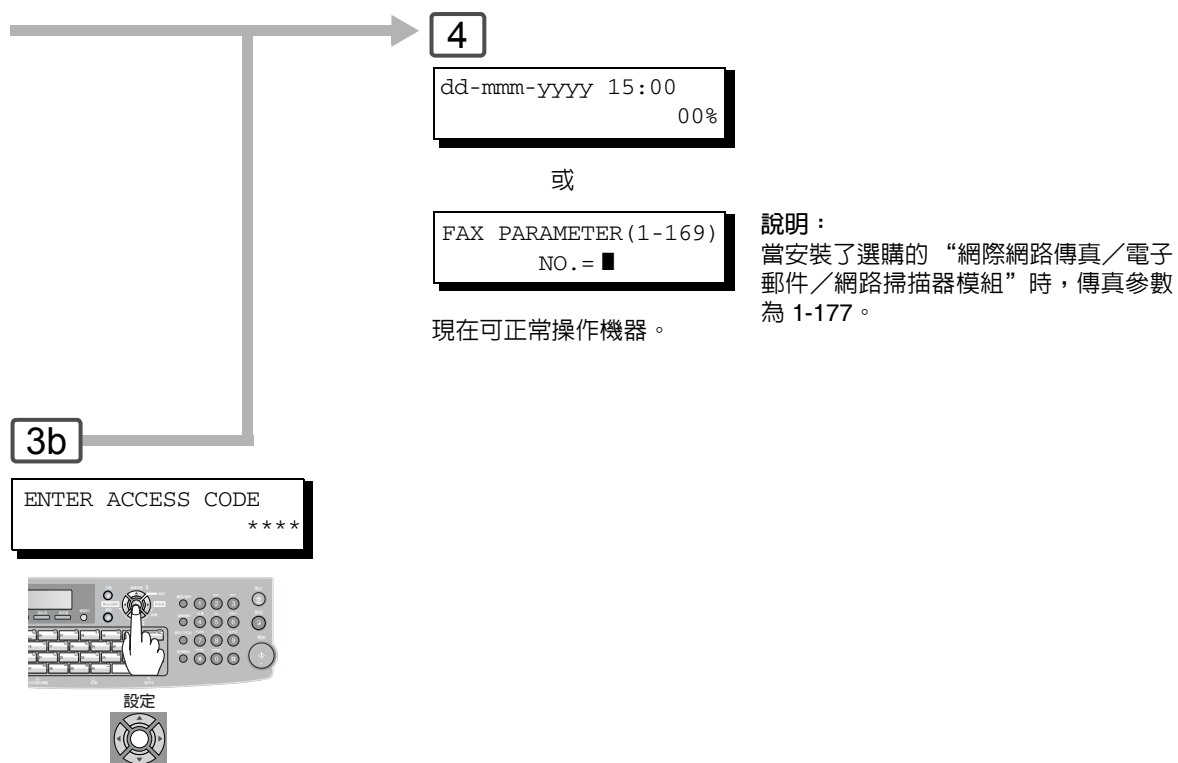 4
dd-mmm-yyyy 15:00
00%
或
FAX PARAMETER(1-169)
NO.=
現在可正常操作機器。
說明：
當安裝了選購的 “網際網路傳真／電子
郵件／網路掃描器模組”時，傳真參數
為 1-177。
3b
ENTER ACCESS CODE
****
設定